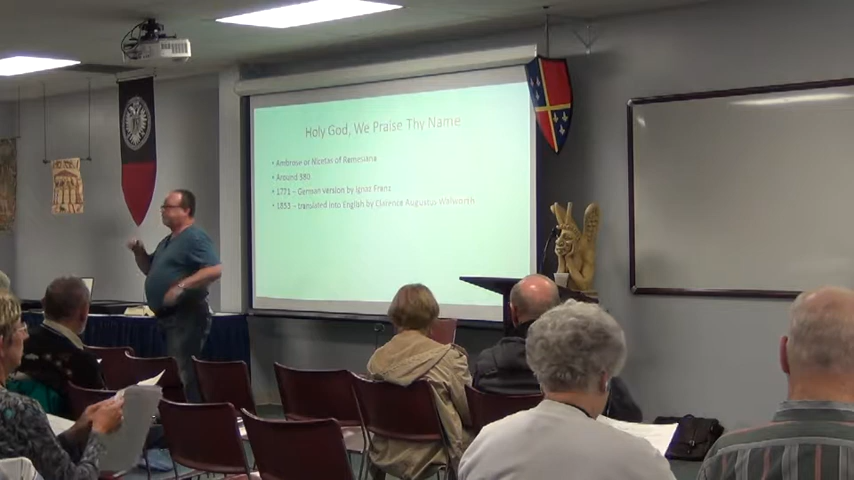 Holy God, We Praise Thy Name
• Ambrose or Nicetas of Remesiana
• Around 380
• 1771 – German version by Ignaz Franz
• 1853 – translated into English by Clarence Augustus Walworth